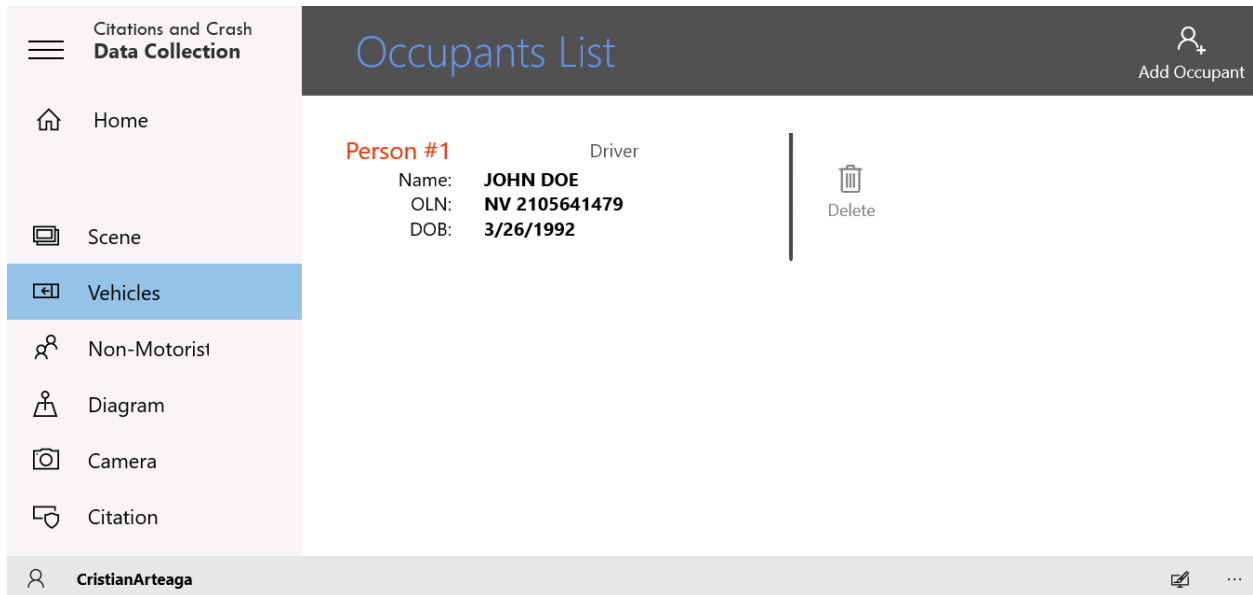 Citations and Crash
Data Collection
Occupants List
Add Occupant
Home
Person #1 Driver
Name: JOHN DOE
OLN: NV 2105641479
DOB: 3/26/1992
Delete
Scene
Vehicles
Non-Motorist
Diagram
Camera
Citation
CristianArteaga